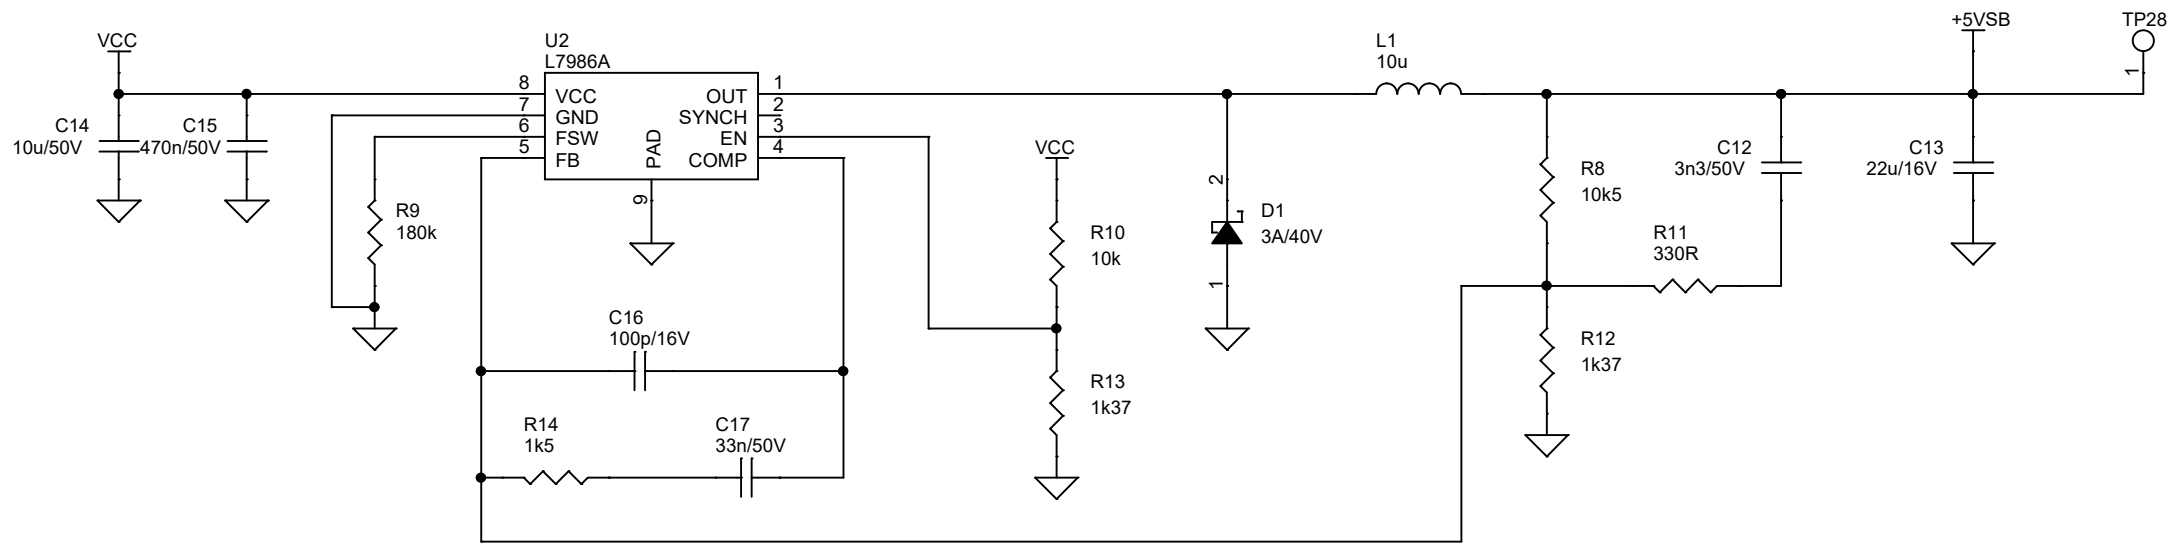 +5VSB
TP28
VCC
U2
L7986A
L1
10u
8
VCC
OUT
1
7
GND
SYNCH
2
6
FSW
EN
3
5
FB
COMP
4
PAD
9
1
C14
10u/50V
C15
470n/50V
VCC
C12
3n3/50V
C13
22u/16V
R8
10k5
2
D1
3A/40V
1
R9
180k
R10
10k
R11
330R
C16
100p/16V
R12
1k37
R13
1k37
R14
1k5
C17
33n/50V